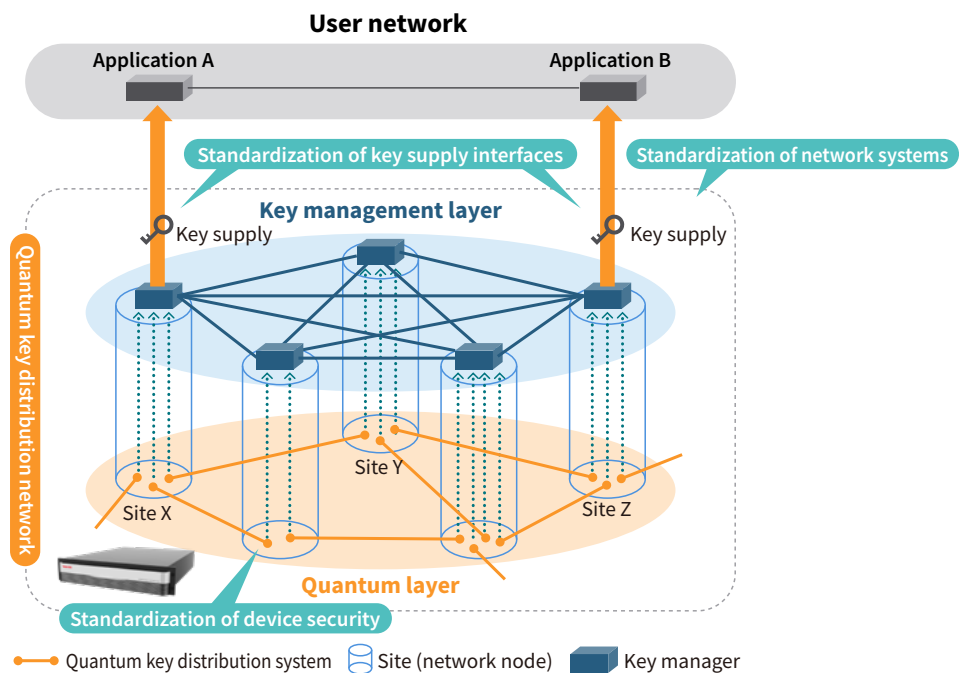 User network
Application A
Application B
Standardization of key supply interfaces
Standardization of network systems
Key management layer
Key supply
Key supply
Quantum key distribution network
Site Y
Site X
Site Z
Quantum layer
Standardization of device security
Quantum key distribution system
Site (network node)
Key manager